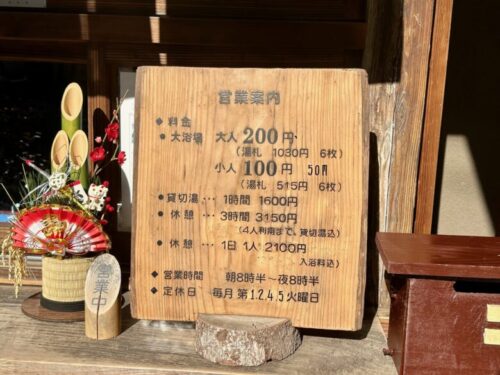 営業案内
◆ 料金
● 大浴場 大人 200円
(湯札 1030円 6枚)
小人 100円 50円
(湯札 515円 6枚)
● 貸切湯‥‥1時間 1600円
● 休憩 … 3時間 3150円
(4人利用まで、貸切湯込)
● 休憩 … 1日 1人 2100円
入浴料込)
◆ 営業時間 朝8時半〜夜8時半
◆ 定休日 毎月 第1.2.4.5火曜日
営業中